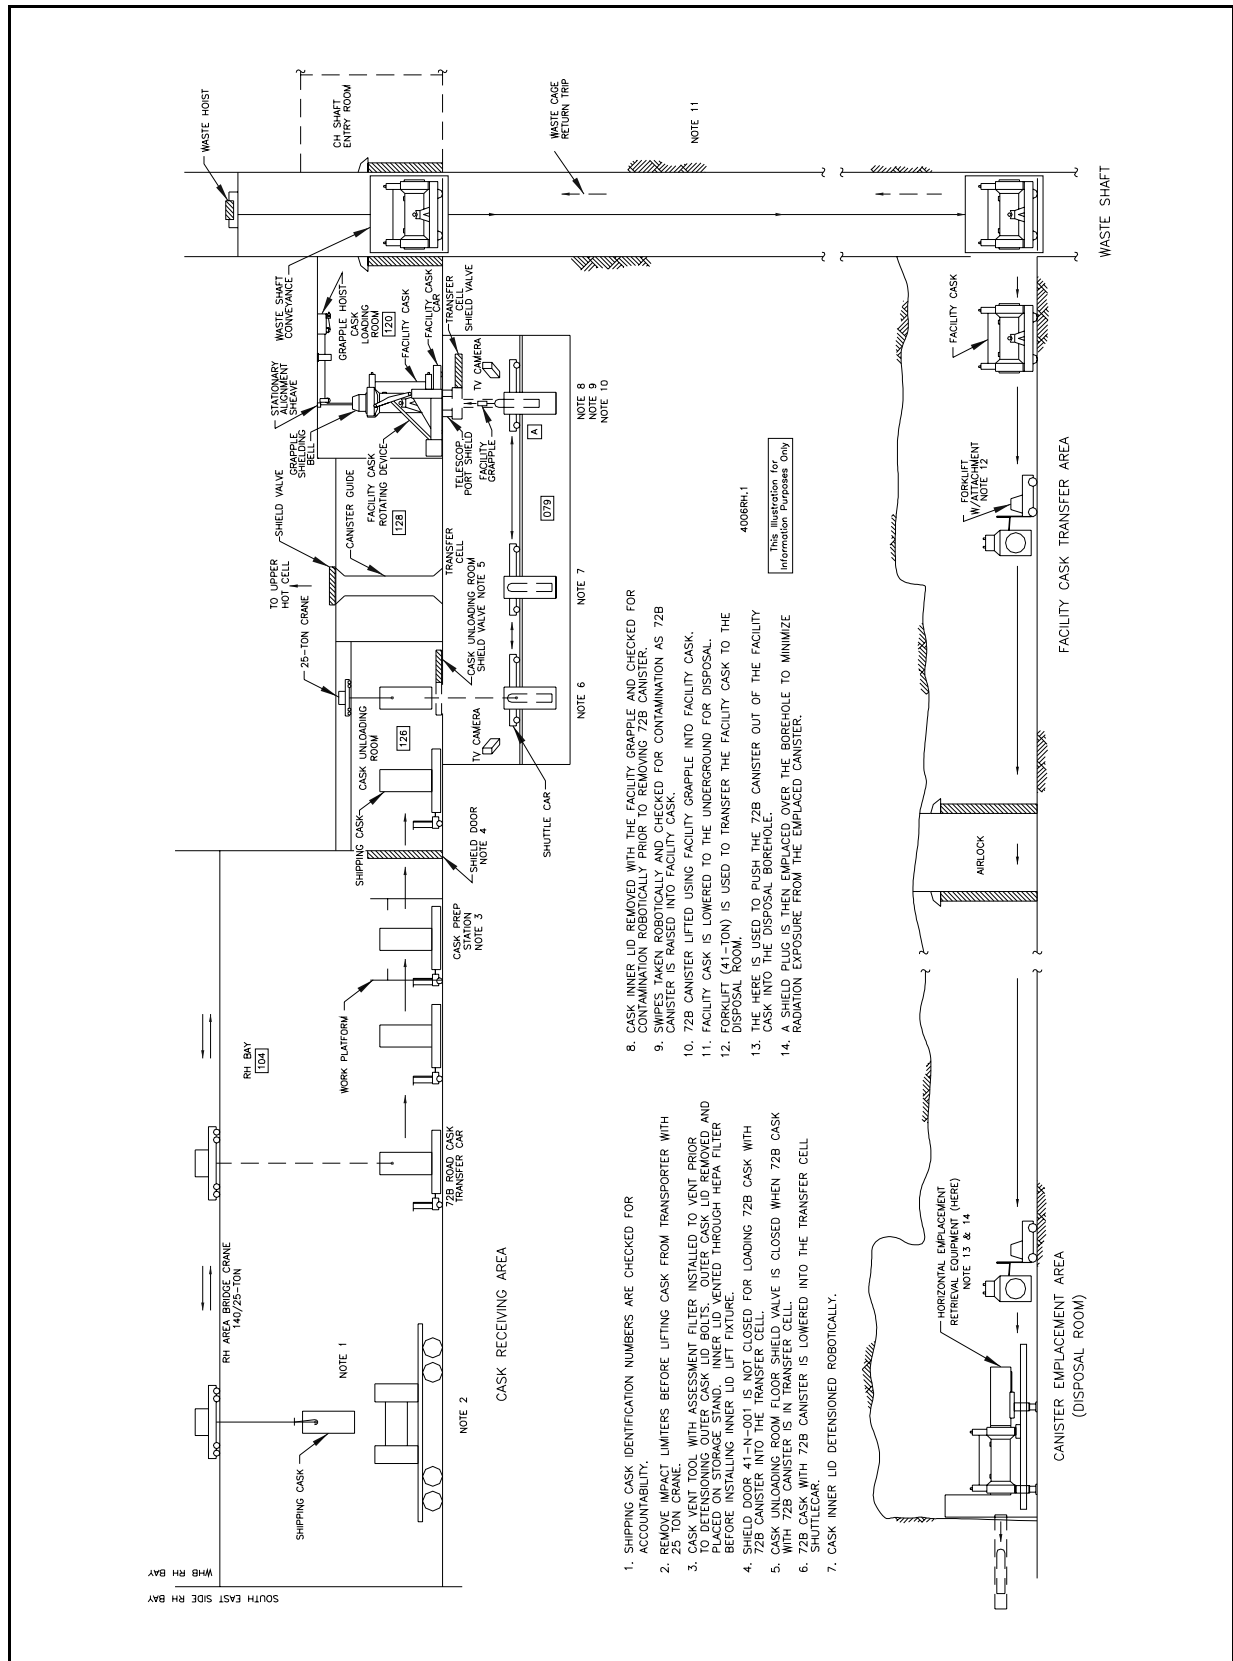 SOUTH EAST SIDE RH BAY
WHB RH BAY
RH AREA BRIDGE CRANE
140/25-TON
RH BAY
104
SHIPPING CASK
NOTE 1
NOTE 2
CASK RECEIVING AREA
72B ROAD CASK
TRANSFER CAR
WORK PLATFORM
CASK PREP
STATION
NOTE 3
SHIELD DOOR
NOTE 4
SHIPPING CASK
CASK UNLOADING
ROOM
126
25-TON CRANE
TO UPPER
HOT CELL
SHIELD VALVE
CANISTER GUIDE
FACILITY CASK
ROTATING DEVICE
128
TRANSFER
CELL
CASK UNLOADING ROOM
SHIELD VALVE NOTE 5
TV CAMERA
SHUTTLE CAR
NOTE 6
NOTE 7
079
A
GRAPPLE
SHIELDING
BELL
STATIONARY
ALIGNMENT
SHEAVE
TELESCOP
PORT SHIELD
FACILITY
GRAPPLE
TV CAMERA
NOTE 8
NOTE 9
NOTE 10
WASTE SHAFT
CONVEYANCE
GRAPPLE HOIST
CASK
LOADING
ROOM
120
FACILITY CASK
FACILITY CASK
CAR
TRANSFER
CELL
SHIELD VALVE
WASTE HOIST
CH SHAFT
ENTRY ROOM
WASTE CAGE
RETURN TRIP
NOTE 11
WASTE SHAFT
1. SHIPPING CASK IDENTIFICATION NUMBERS ARE CHECKED FOR
ACCOUNTABILITY.
2. REMOVE IMPACT LIMITERS BEFORE LIFTING CASK FROM TRANSPORTER WITH
25 TON CRANE.
3. CASK VENT TOOL WITH ASSESSMENT FILTER INSTALLED TO VENT PRIOR
TO DETENSIONING OUTER CASK LID BOLTS. OUTER CASK LID REMOVED AND
PLACED ON STORAGE STAND. INNER LID VENTED THROUGH HEPA FILTER
BEFORE INSTALLING INNER LID LIFT FIXTURE.
4. SHIELD DOOR 41-N-001 IS NOT CLOSED FOR LOADING 72B CASK WITH
72B CANISTER INTO THE TRANSFER CELL.
5. CASK UNLOADING ROOM FLOOR SHIELD VALVE IS CLOSED WHEN 72B CASK
WITH 72B CANISTER IS IN TRANSFER CELL.
6. 72B CASK WITH 72B CANISTER IS LOWERED INTO THE TRANSFER CELL
SHUTTLECAR.
7. CASK INNER LID DETENSIONED ROBOTICALLY.
8. CASK INNER LID REMOVED WITH THE FACILITY GRAPPLE AND CHECKED FOR
CONTAMINATION ROBOTICALLY PRIOR TO REMOVING 72B CANISTER.
9. SWIPES TAKEN ROBOTICALLY AND CHECKED FOR CONTAMINATION AS 72B
CANISTER IS RAISED INTO FACILITY CASK.
10. 72B CANISTER LIFTED USING FACILITY GRAPPLE INTO FACILITY CASK.
11. FACILITY CASK IS LOWERED TO THE UNDERGROUND FOR DISPOSAL.
12. FORKLIFT (41-TON) IS USED TO TRANSFER THE FACILITY CASK TO THE
DISPOSAL ROOM.
13. THE HERE IS USED TO PUSH THE 72B CANISTER OUT OF THE FACILITY
CASK INTO THE DISPOSAL BOREHOLE.
14. A SHIELD PLUG IS THEN EMPLACED OVER THE BOREHOLE TO MINIMIZE
RADIATION EXPOSURE FROM THE EMPLACED CANISTER.
4006RH.1
This Illustration for
Information Purposes Only
HORIZONTAL EMPLACEMENT
RETRIEVAL EQUIPMENT (HERE)
NOTE 13 & 14
CANISTER EMPLACEMENT AREA
(DISPOSAL ROOM)
AIRLOCK
FORKLIFT
W/ATTACHMENT
NOTE 12
FACILITY CASK
FACILITY CASK TRANSFER AREA